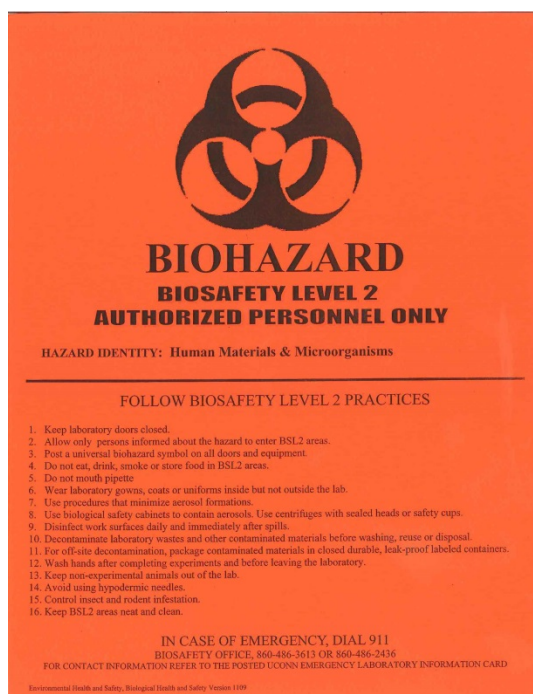 BIOHAZARD
BIOSAFETY LEVEL 2
AUTHORIZED PERSONNEL ONLY
HAZARD IDENTITY: Human Materials & Microorganisms
FOLLOW BIOSAFETY LEVEL 2 PRACTICES
1. Keep laboratory doors closed.
2. Allow only persons informed about the hazard to enter BSL2 areas.
3. Post a universal biohazard symbol on all doors and equipment.
4. Do not eat, drink, smoke or store food in BSL2 areas.
5. Do not mouth pipette
6. Wear laboratory gowns, coats or uniforms inside but not outside the lab.
7. Use procedures that minimize aerosol formations.
8. Use biological safety cabinets to contain aerosols. Use centrifuges with sealed heads or safety cups.
9. Disinfect work surfaces daily and immediately after spills.
10. Decontaminate laboratory wastes and other contaminated materials before washing, reuse or disposal.
11. For off-site decontamination, package contaminated materials in closed durable, leak-proof labeled containers.
12. Wash hands after completing experiments and before leaving the laboratory.
13. Keep non-experimental animals out of the lab.
14. Avoid using hypodermic needles.
15. Control insect and rodent infestation.
16. Keep BSL2 areas neat and clean.
IN CASE OF EMERGENCY, DIAL 911
BIOSAFETY OFFICE, 860-486-3613 OR 860-486-2436
FOR CONTACT INFORMATION REFER TO THE POSTED UCONN EMERGENCY LABORATORY INFORMATION CARD
Environmental Health and Safety, Biological Health and Safety Version 1109